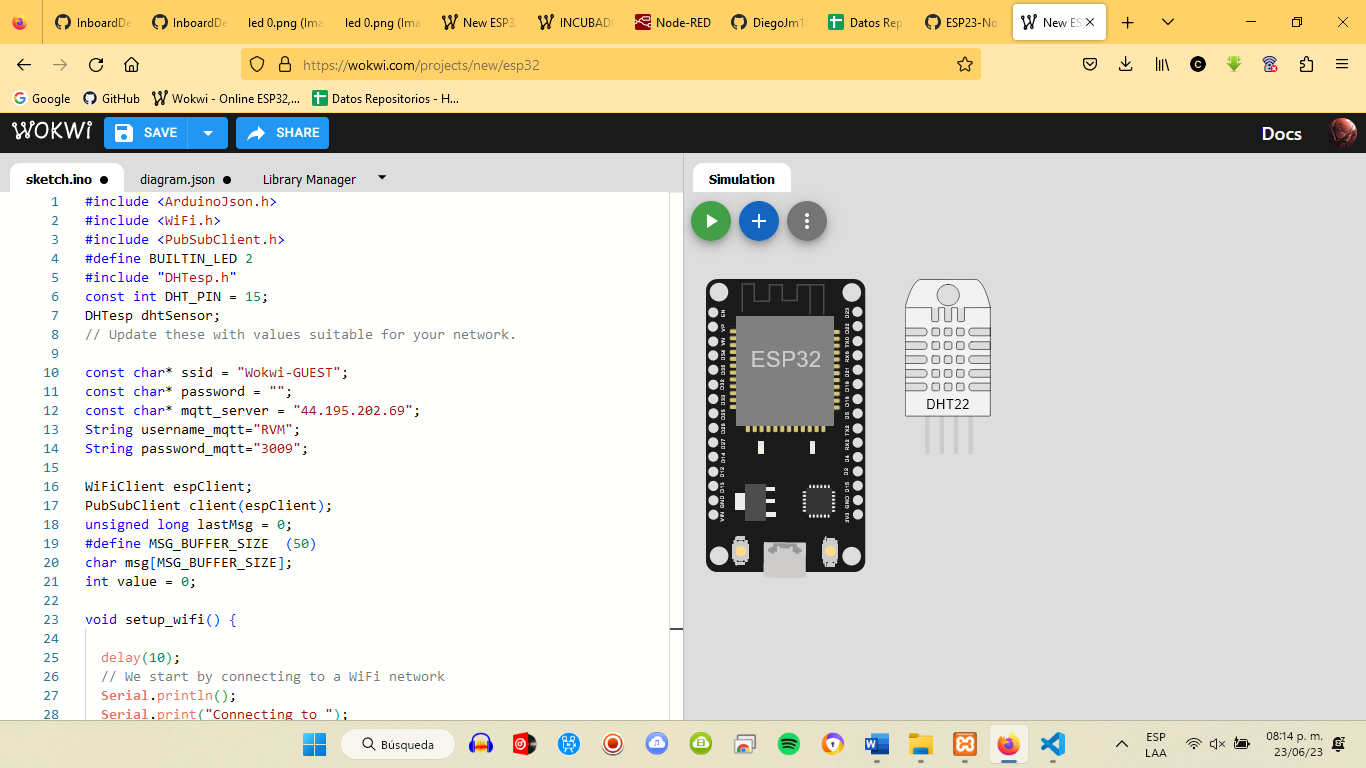 InboardDe
InboardDe
led 0.png (Ima
led 0.png (Ima
New ESP3
INCUBADO
Node-RED
DiegoJm10
Datos Rep
ESP23-No
New ES
https://wokwi.com/projects/new/esp32
Google
GitHub
Wokwi - Online ESP32,...
Datos Repositorios - H...
WOKWI
SAVE
SHARE
Docs
sketch.ino
diagram.json
Library Manager
Simulation
1 #include <ArduinoJson.h>
2 #include <WiFi.h>
3 #include <PubSubClient.h>
4 #define BUILTIN_LED 2
5 #include "DHTesp.h"
6 const int DHT_PIN = 15;
7 DHTesp dhtSensor;
8 // Update these with values suitable for your network.
9
10 const char* ssid = "Wokwi-GUEST";
11 const char* password = "";
12 const char* mqtt_server = "44.195.202.69";
13 String username_mqtt="RVM";
14 String password_mqtt="3009";
15
16 WiFiClient espClient;
17 PubSubClient client(espClient);
18 unsigned long lastMsg = 0;
19 #define MSG_BUFFER_SIZE  (50)
20 char msg[MSG_BUFFER_SIZE];
21 int value = 0;
22
23 void setup_wifi() {
24
25 delay(10);
26 // We start by connecting to a WiFi network
27 Serial.println();
28 Serial.print("Connecting to ");
ESP32
DHT22
Búsqueda
ESP
LAA
08:14 p. m.
23/06/23